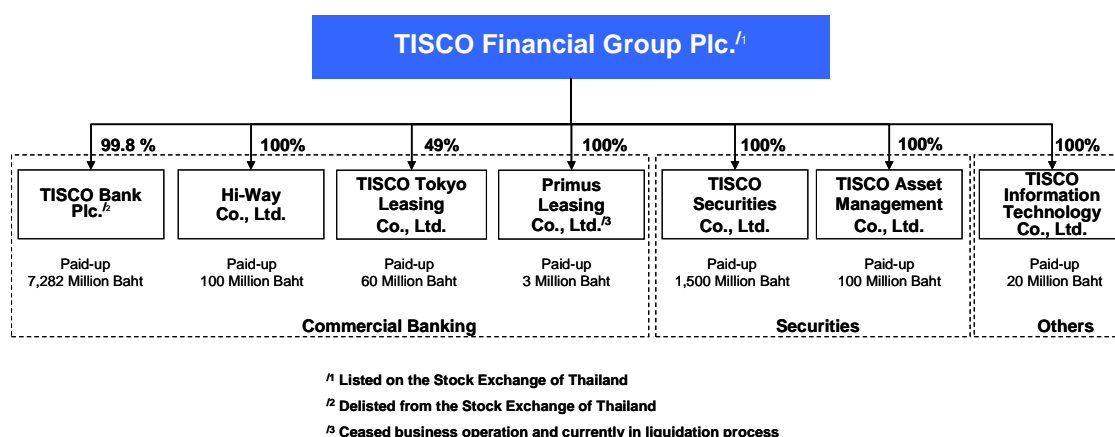 TISCO Financial Group Plc./1
99.8 %
100%
49%
100%
100%
100%
100%
TISCO Bank
Plc./2
Hi-Way
Co., Ltd.
TISCO Tokyo
Leasing
Co., Ltd.
Primus
Leasing
Co., Ltd./3
TISCO
Securities
Co., Ltd.
TISCO Asset
Management
Co., Ltd.
TISCO
Information
Technology
Co., Ltd.
Paid-up
7,282 Million Baht
Paid-up
100 Million Baht
Paid-up
60 Million Baht
Paid-up
3 Million Baht
Paid-up
1,500 Million Baht
Paid-up
100 Million Baht
Paid-up
20 Million Baht
Commercial Banking
Securities
Others
/1 Listed on the Stock Exchange of Thailand
/2 Delisted from the Stock Exchange of Thailand
/3 Ceased business operation and currently in liquidation process